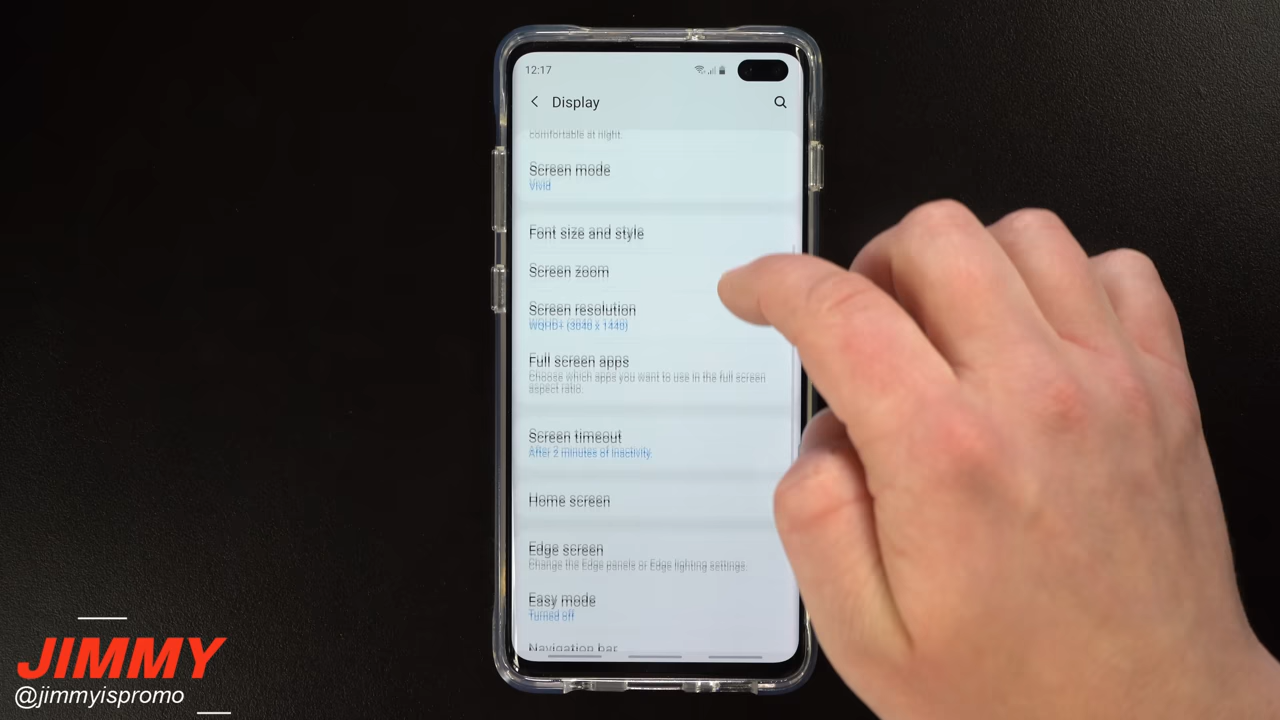 12:17
Display
comfortable at night.
Screen mode
Vivid
Font size and style
Screen zoom
Screen resolution
WQHD+ (3040 x 1440)
Full screen apps
Choose which apps you want to use in the full screen
aspect ratio.
Screen timeout
After 2 minutes of inactivity.
Home screen
Edge screen
Change the Edge panels or Edge lighting settings.
Easy mode
Turned off
Navigation bar
JIMMY
@jimmyispromo